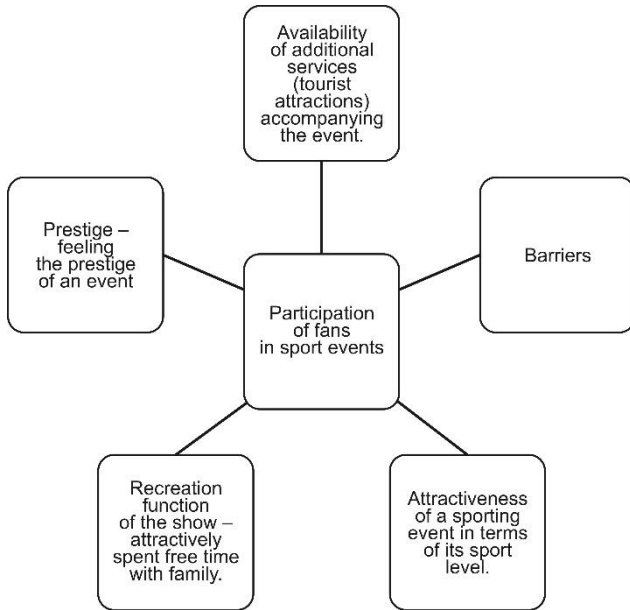 Availability
of additional
services
(tourist
attractions)
accompanying
the event.
Prestige –
feeling
the prestige
of an event
Barriers
Participation
of fans
in sport events
Recreation
function
of the show –
attractively
spent free time
with family.
Attractiveness
of a sporting
event in terms
of its sport
level.